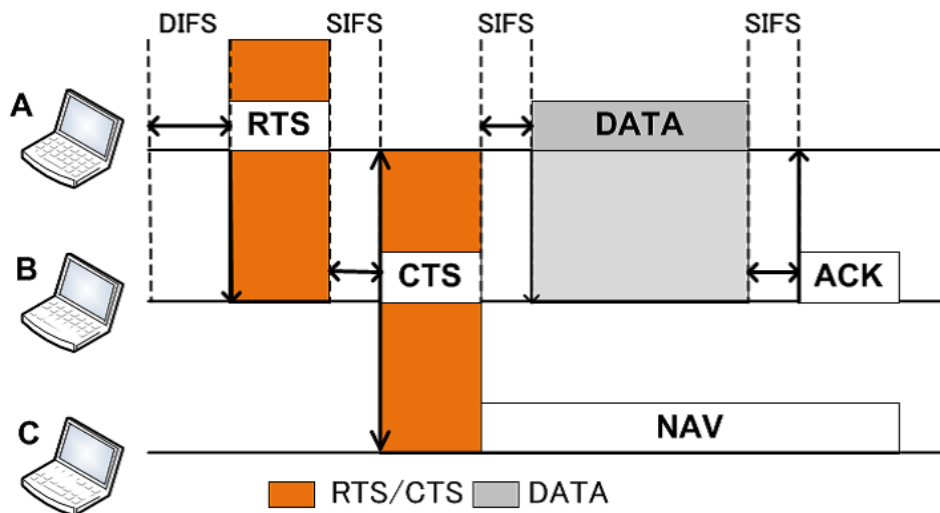 DIFS SIFS SIFS SIFS
A RTS DATA
B CTS ACK
C NAV
RTS/CTS DATA